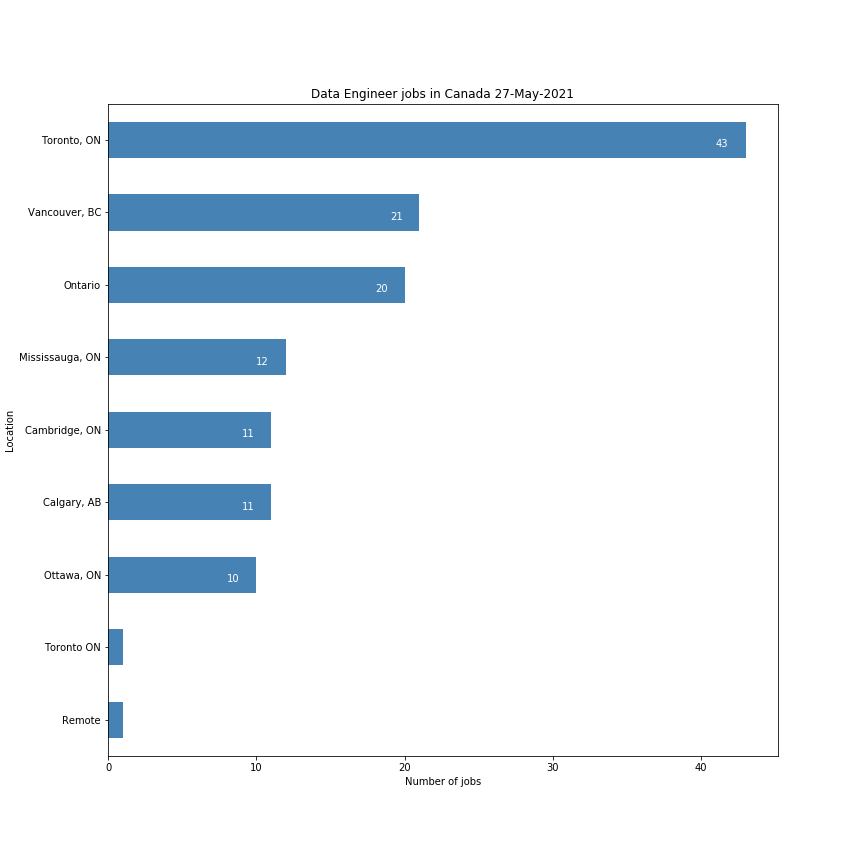 Data Engineer jobs in Canada 27-May-2021
Toronto, ON
43
Vancouver, BC
21
Ontario
20
Mississauga, ON
12
Cambridge, ON
11
Calgary, AB
11
Ottawa, ON
10
Toronto ON
Remote
Location
0 10 20 30 40
Number of jobs